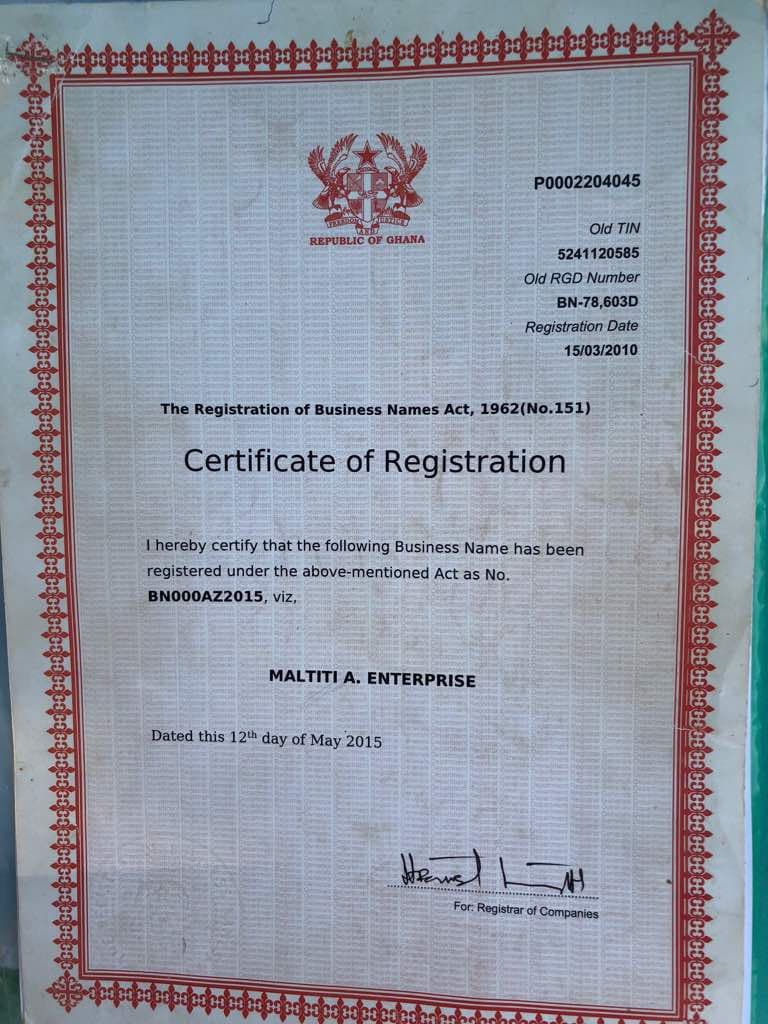 FREEDOM AND JUSTICE
REPUBLIC OF GHANA
P0002204045
Old TIN
5241120585
Old RGD Number
BN-78,603D
Registration Date
15/03/2010
The Registration of Business Names Act, 1962(No.151)
Certificate of Registration
I hereby certify that the following Business Name has been
registered under the above-mentioned Act as No.
BN000AZ2015, viz,
MALTITI A. ENTERPRISE
Dated this 12th day of May 2015
For: Registrar of Companies